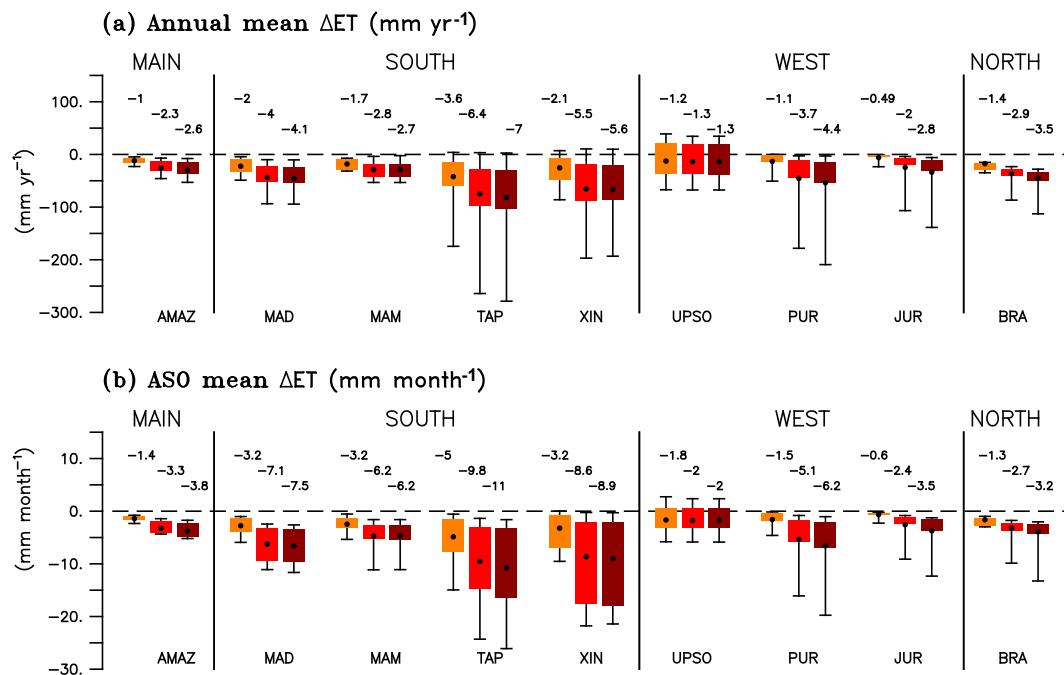 (a) Annual mean ΔET (mm yr⁻¹)
MAIN SOUTH WEST NORTH
100.
0.
−100.
−200.
−300.
(mm yr⁻¹)
−1 −2 −1.7 −3.6 −2.1 −1.2 −1.1 −0.49 −1.4
−2.3 −4 −2.8 −6.4 −5.5 −1.3 −3.7 −2 −2.9
−2.6 −4.1 −2.7 −7 −5.6 −1.3 −4.4 −2.8 −3.5
AMAZ MAD MAM TAP XIN UPSO PUR JUR BRA
(b) ASO mean ΔET (mm month⁻¹)
MAIN SOUTH WEST NORTH
10.
0.
−10.
−20.
−30.
(mm month⁻¹)
−1.4 −3.2 −3.2 −5 −3.2 −1.8 −1.5 −0.6 −1.3
−3.3 −7.1 −6.2 −9.8 −8.6 −2 −5.1 −2.4 −2.7
−3.8 −7.5 −6.2 −11 −8.9 −2 −6.2 −3.5 −3.2
AMAZ MAD MAM TAP XIN UPSO PUR JUR BRA